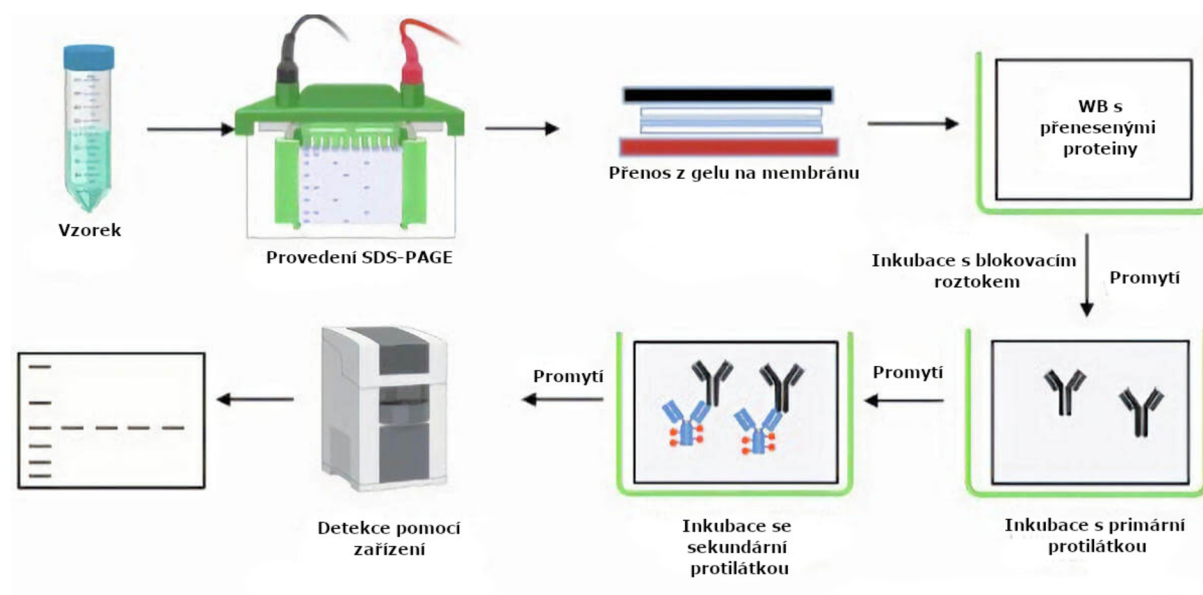 Vzorek
Provedení SDS-PAGE
Přenos z gelu na membránu
WB s
přenesenými
proteiny
Inkubace s blokovacím
roztokem
Promytí
Inkubace s primární
protilátkou
Promytí
Inkubace se
sekundární
protilátkou
Promytí
Detekce pomocí
zařízení